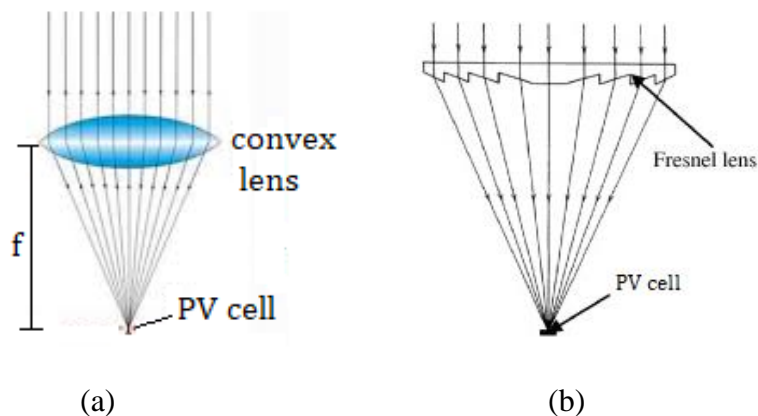 convex
lens
f
PV cell
(a)
Fresnel lens
PV cell
(b)